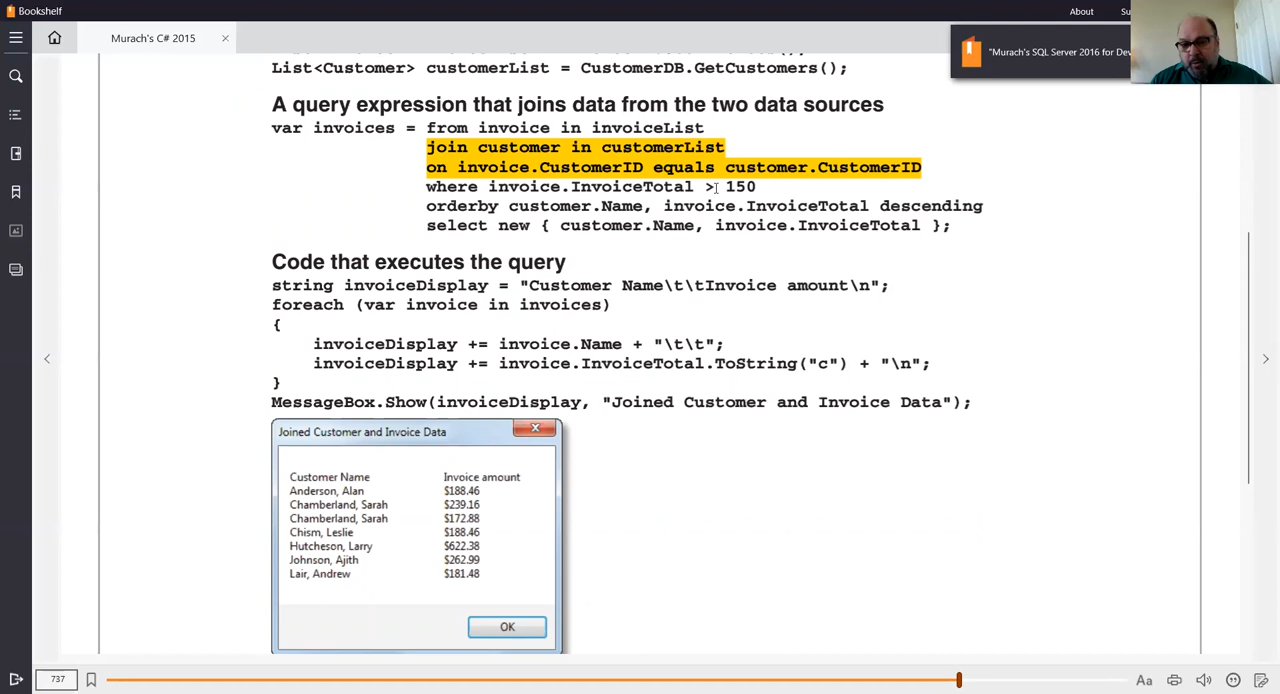 Bookshelf
About
Murach's C# 2015
"Murach's SQL Server 2016 for Dev
List<Customer> customerList = CustomerDB.GetCustomers();
A query expression that joins data from the two data sources
var invoices = from invoice in invoiceList
join customer in customerList
on invoice.CustomerID equals customer.CustomerID
where invoice.InvoiceTotal > 150
orderby customer.Name, invoice.InvoiceTotal descending
select new { customer.Name, invoice.InvoiceTotal };
Code that executes the query
string invoiceDisplay = "Customer Name\t\tInvoice amount\n";
foreach (var invoice in invoices)
{
invoiceDisplay += invoice.Name + "\t\t";
invoiceDisplay += invoice.InvoiceTotal.ToString("c") + "\n";
}
MessageBox.Show(invoiceDisplay, "Joined Customer and Invoice Data");
Joined Customer and Invoice Data
Customer Name Invoice amount
Anderson, Alan $188.46
Chamberland, Sarah $239.16
Chamberland, Sarah $172.88
Chism, Leslie $188.46
Hutcheson, Larry $622.38
Johnson, Ajith $262.99
Lair, Andrew $181.48
OK
737
Aa